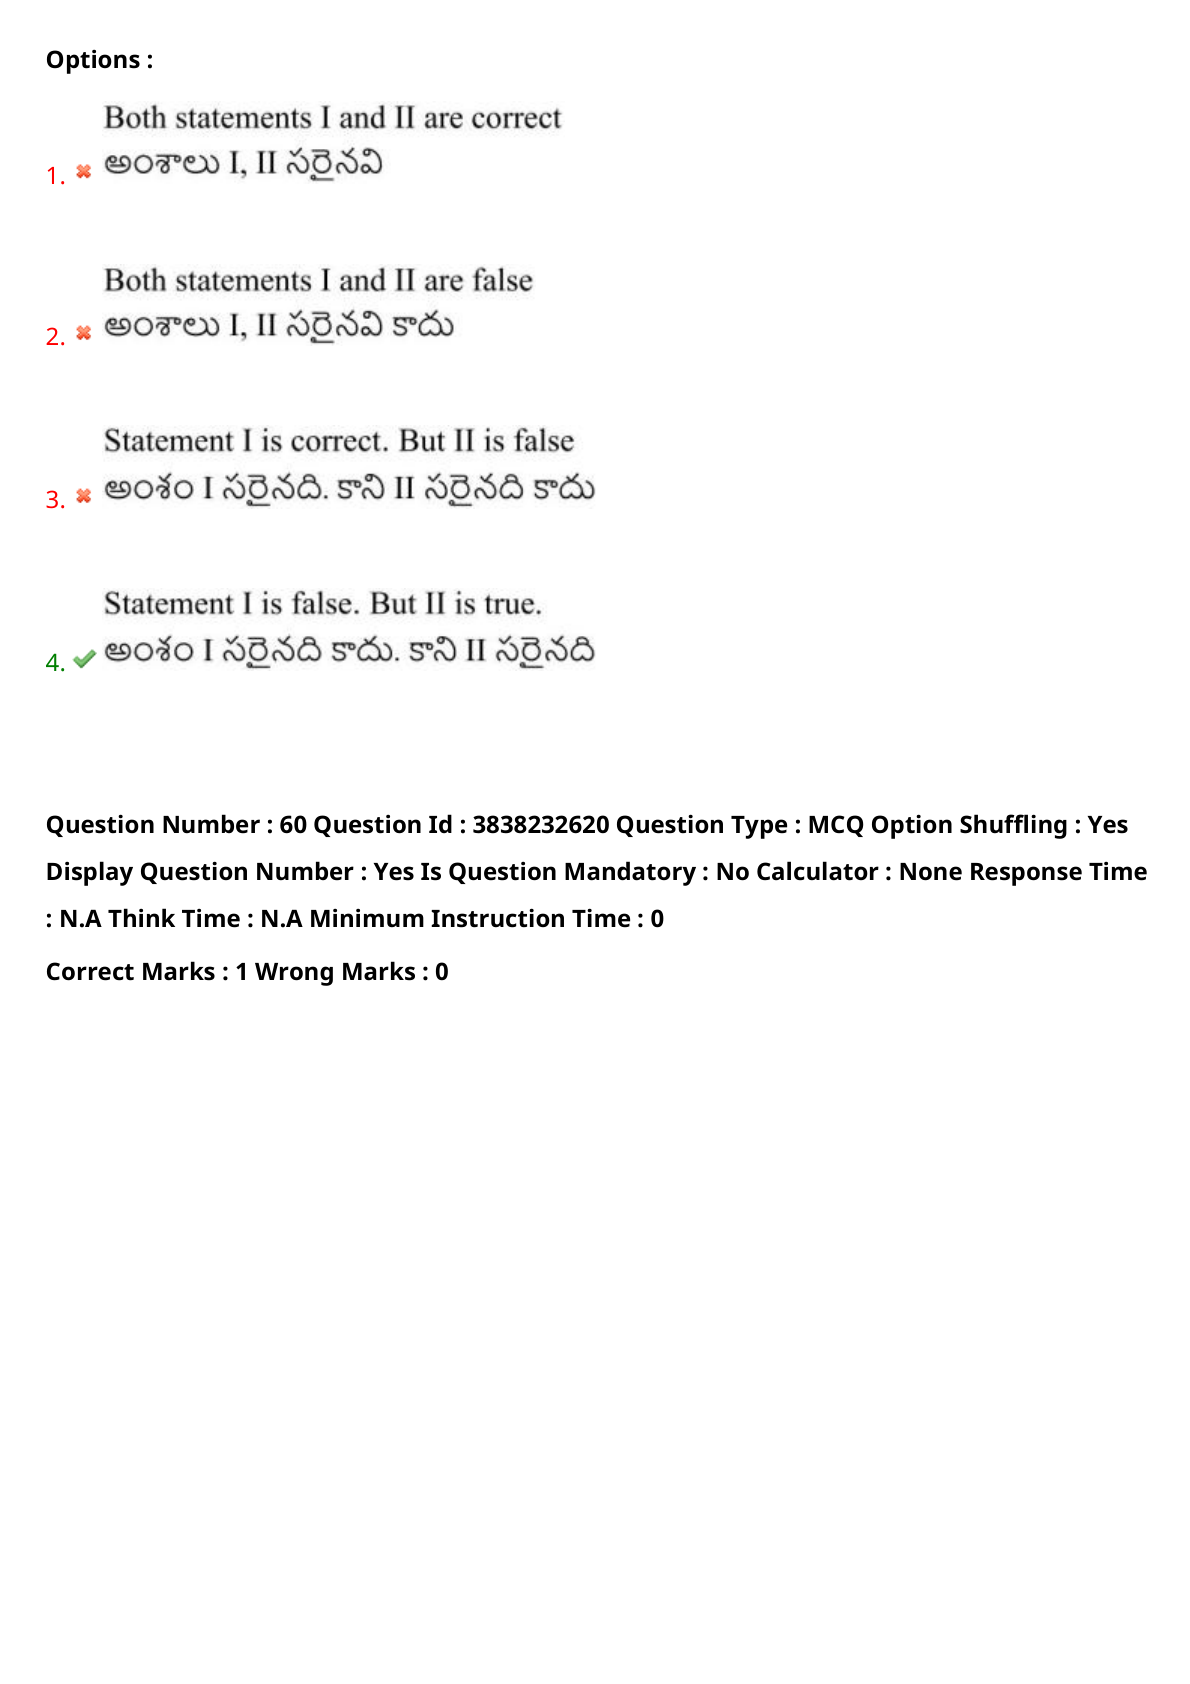 Options :
Both statements I and II are correct
1. అంశాలు I, II సరైనవి
Both statements I and II are false
2. అంశాలు I, II సరైనవి కాదు
Statement I is correct. But II is false
3. అంశం I సరైనది. కాని II సరైనది కాదు
Statement I is false. But II is true.
4. అంశం I సరైనది కాదు. కాని II సరైనది
Question Number : 60 Question Id : 3838232620 Question Type : MCQ Option Shuffling : Yes
Display Question Number : Yes Is Question Mandatory : No Calculator : None Response Time
: N.A Think Time : N.A Minimum Instruction Time : 0
Correct Marks : 1 Wrong Marks : 0